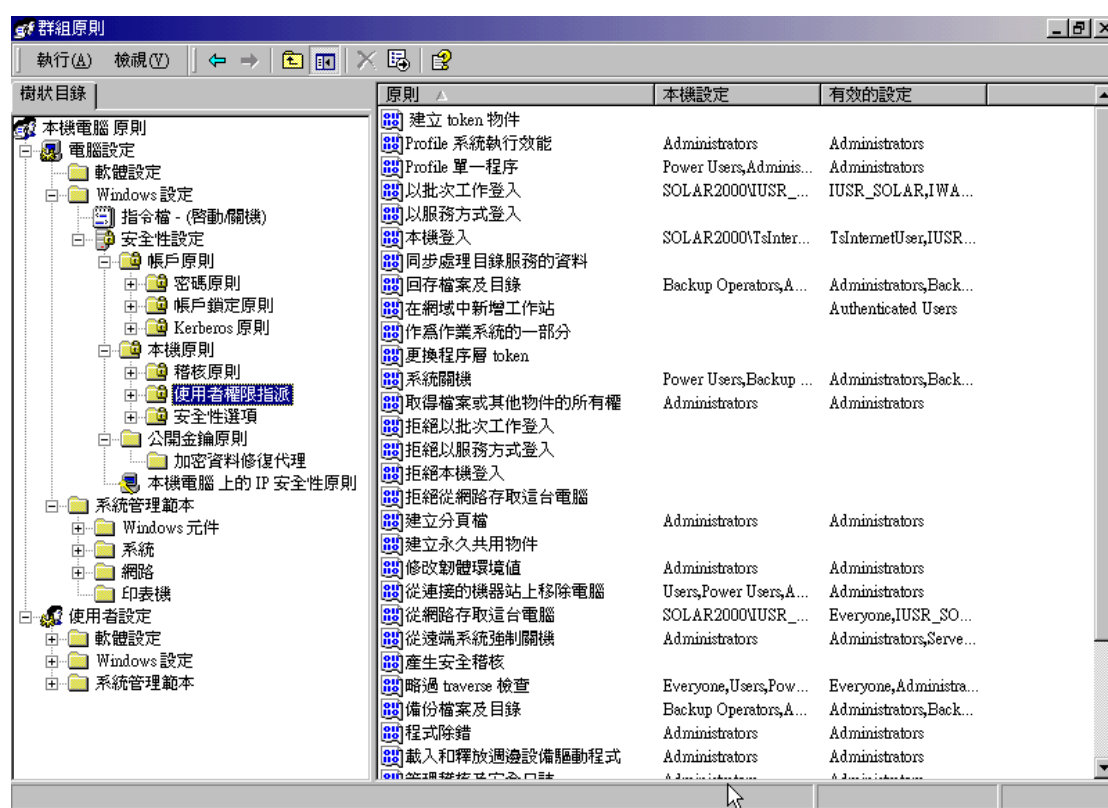 群組原則
執行(A) 檢視(V)
樹狀目錄
本機電腦 原則
電腦設定
軟體設定
Windows 設定
指令檔 - (啓動/關機)
安全性設定
帳戶原則
密碼原則
帳戶鎖定原則
Kerberos 原則
本機原則
稽核原則
使用者權限指派
安全性選項
公開金鑰原則
加密資料修復代理
本機電腦 上的 IP 安全性原則
系統管理範本
Windows 元件
系統
網路
印表機
使用者設定
軟體設定
Windows 設定
系統管理範本
原則 本機設定 有效的設定
建立 token 物件
Profile 系統執行效能 Administrators Administrators
Profile 單一程序 Power Users,Adminis... Administrators
以批次工作登入 SOLAR2000\IUSR_... IUSR_SOLAR,IWA...
以服務方式登入
本機登入 SOLAR2000\TsInter... TsInternetUser,IUSR...
同步處理目錄服務的資料
回存檔案及目錄 Backup Operators,A... Administrators,Back...
在網域中新增工作站 Authenticated Users
作爲作業系統的一部分
更換程序層 token
系統關機 Power Users,Backup ... Administrators,Back...
取得檔案或其他物件的所有權 Administrators Administrators
拒絕以批次工作登入
拒絕以服務方式登入
拒絕本機登入
拒絕從網路存取這台電腦
建立分頁檔 Administrators Administrators
建立永久共用物件
修改韌體環境值 Administrators Administrators
從連接的機器站上移除電腦 Users,Power Users,A... Administrators
從網路存取這台電腦 SOLAR2000\IUSR_... Everyone,IUSR_SO...
從遠端系統強制關機 Administrators Administrators,Serve...
產生安全稽核
略過 traverse 檢查 Everyone,Users,Pow... Everyone,Administra...
備份檔案及目錄 Backup Operators,A... Administrators,Back...
程式除錯 Administrators Administrators
載入和釋放週邊設備驅動程式 Administrators Administrators
管理稽核及安全日誌 Administrators Administrators